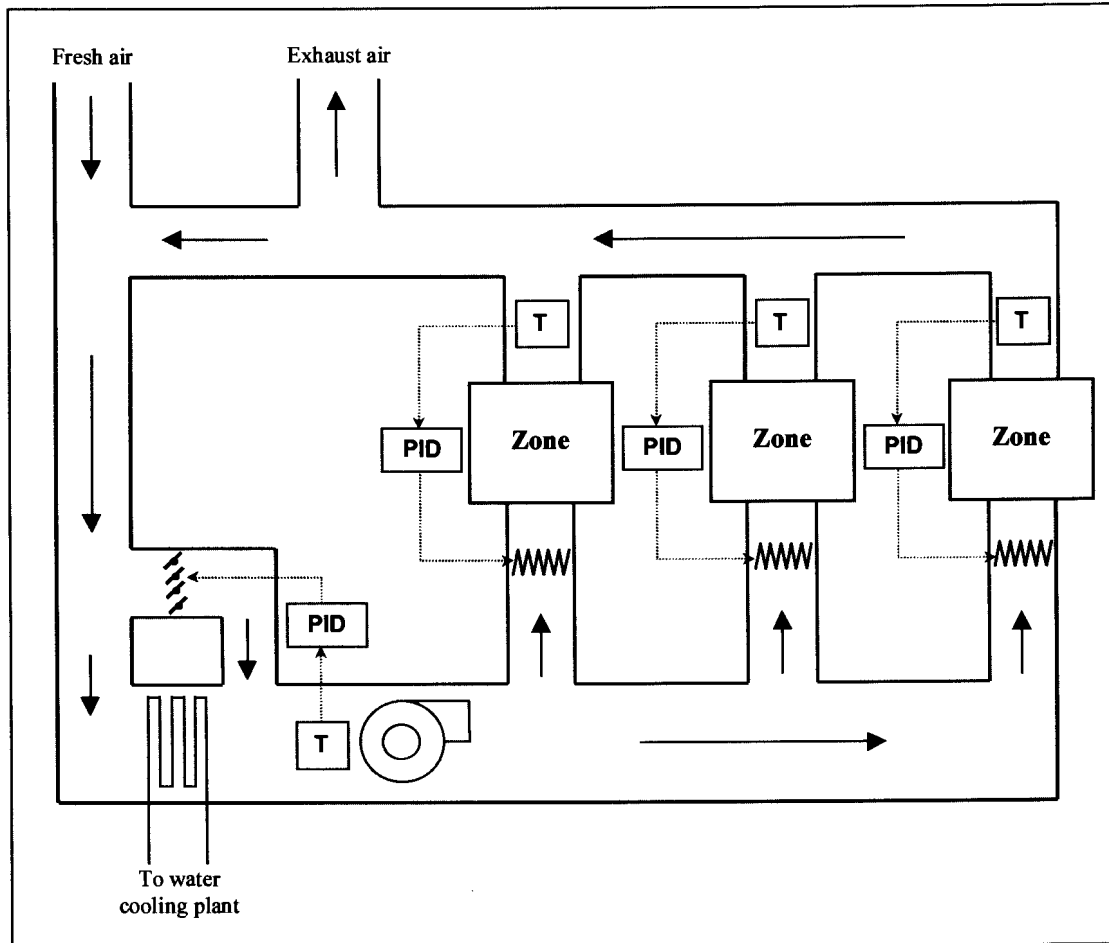 Fresh air
Exhaust air
T
T
T
PID
Zone
PID
Zone
PID
Zone
PID
T
To water
cooling plant